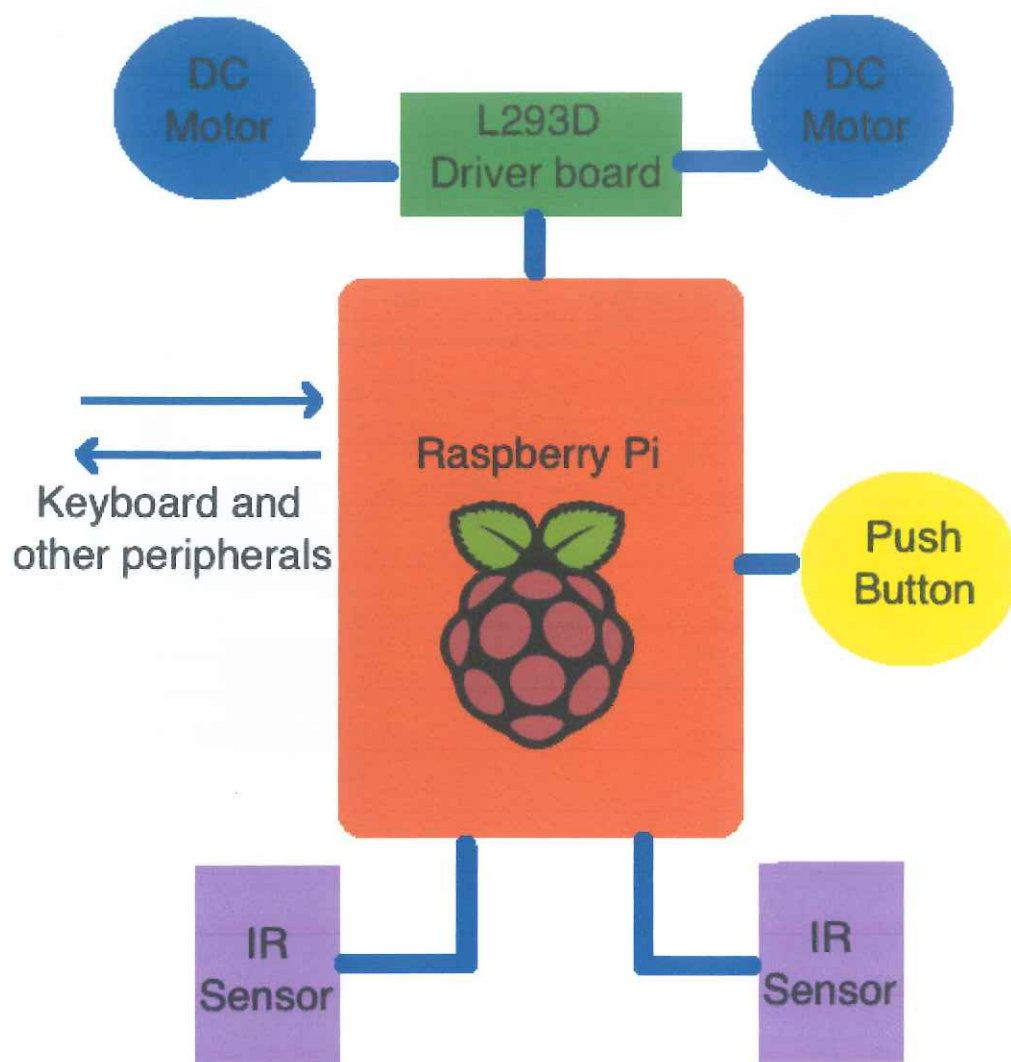 DC
Motor
L293D
Driver board
DC
Motor
Raspberry Pi
Keyboard and
other peripherals
Push
Button
IR
Sensor
IR
Sensor